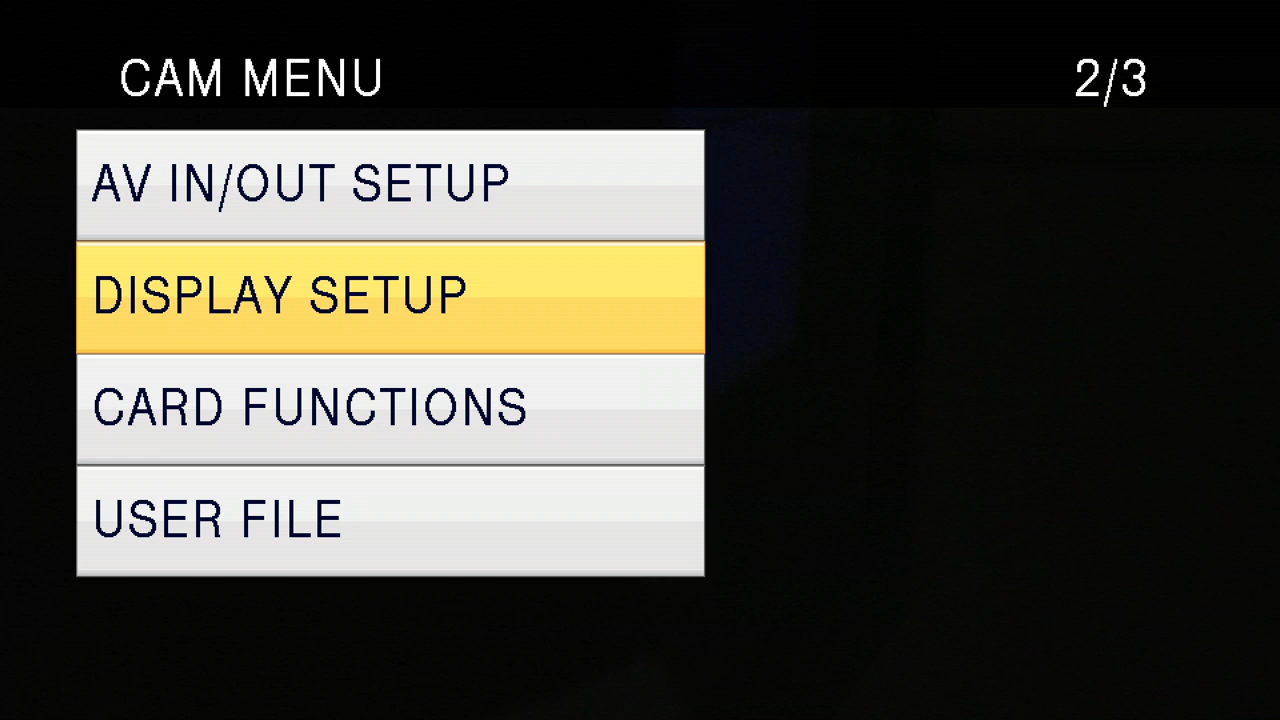 CAM MENU 2/3
AV IN/OUT SETUP
DISPLAY SETUP
CARD FUNCTIONS
USER FILE